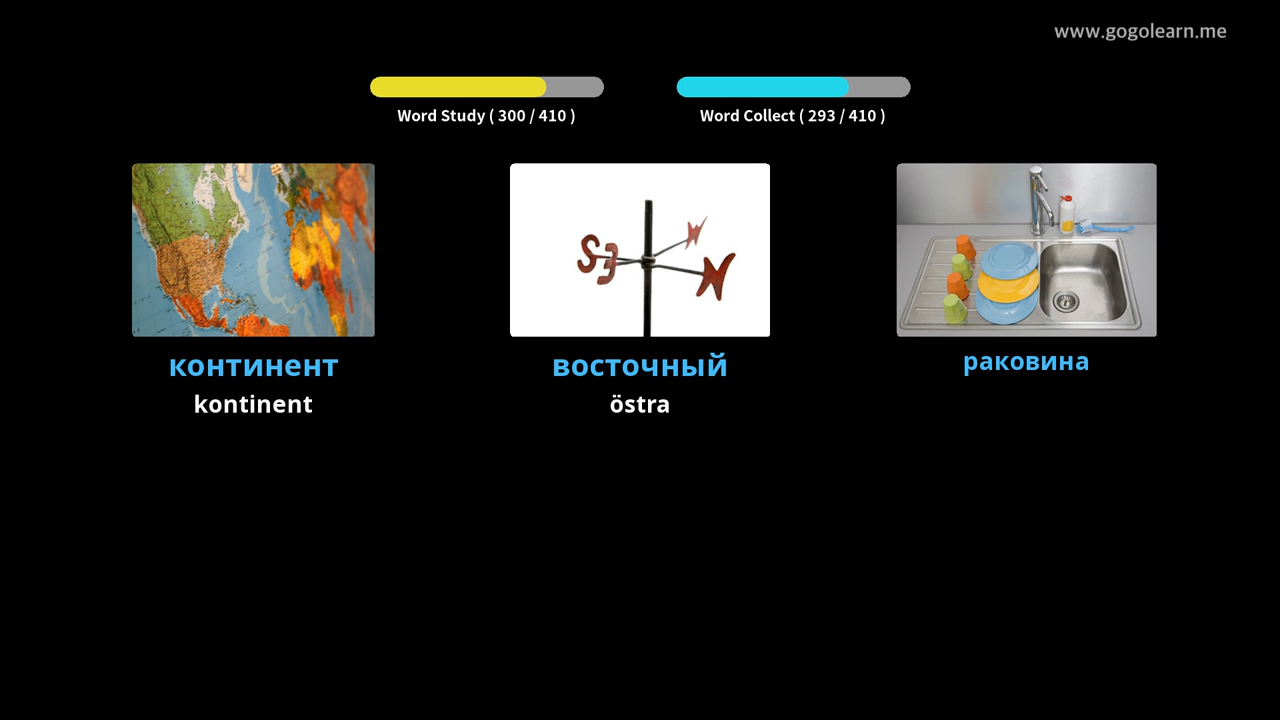 www.gogolearn.me
Word Study ( 300 / 410 )
Word Collect ( 293 / 410 )
S E N
континент
восточный
раковина
kontinent
östra